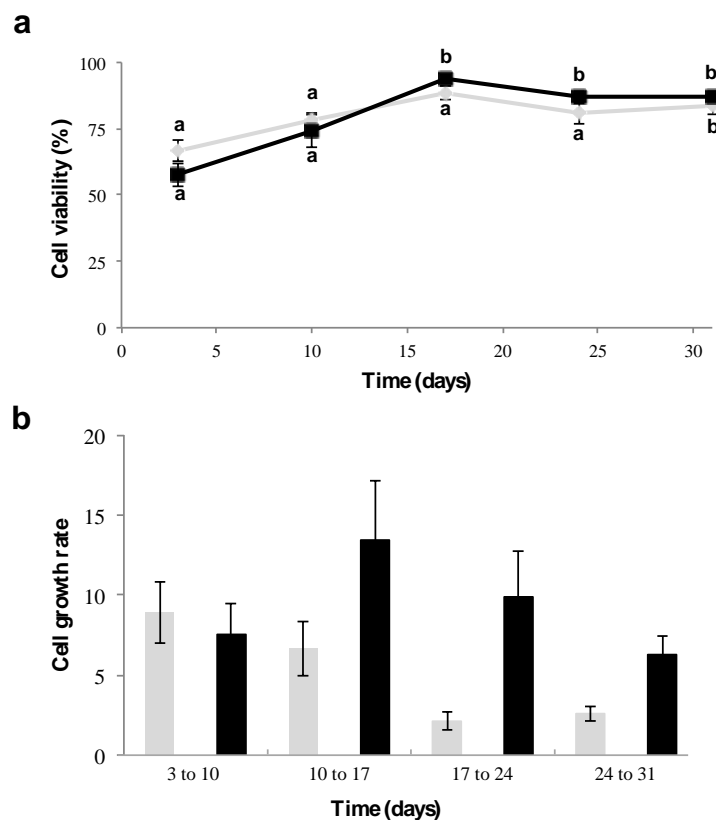 a
b b b
100
a a
75
a a b
a
50
a
Cell viability (%)
25
0
0 5 10 15 20 25 30
Time (days)
b
20
15
Cell growth rate
10
5
0
3 to 10 10 to 17 17 to 24 24 to 31
Time (days)